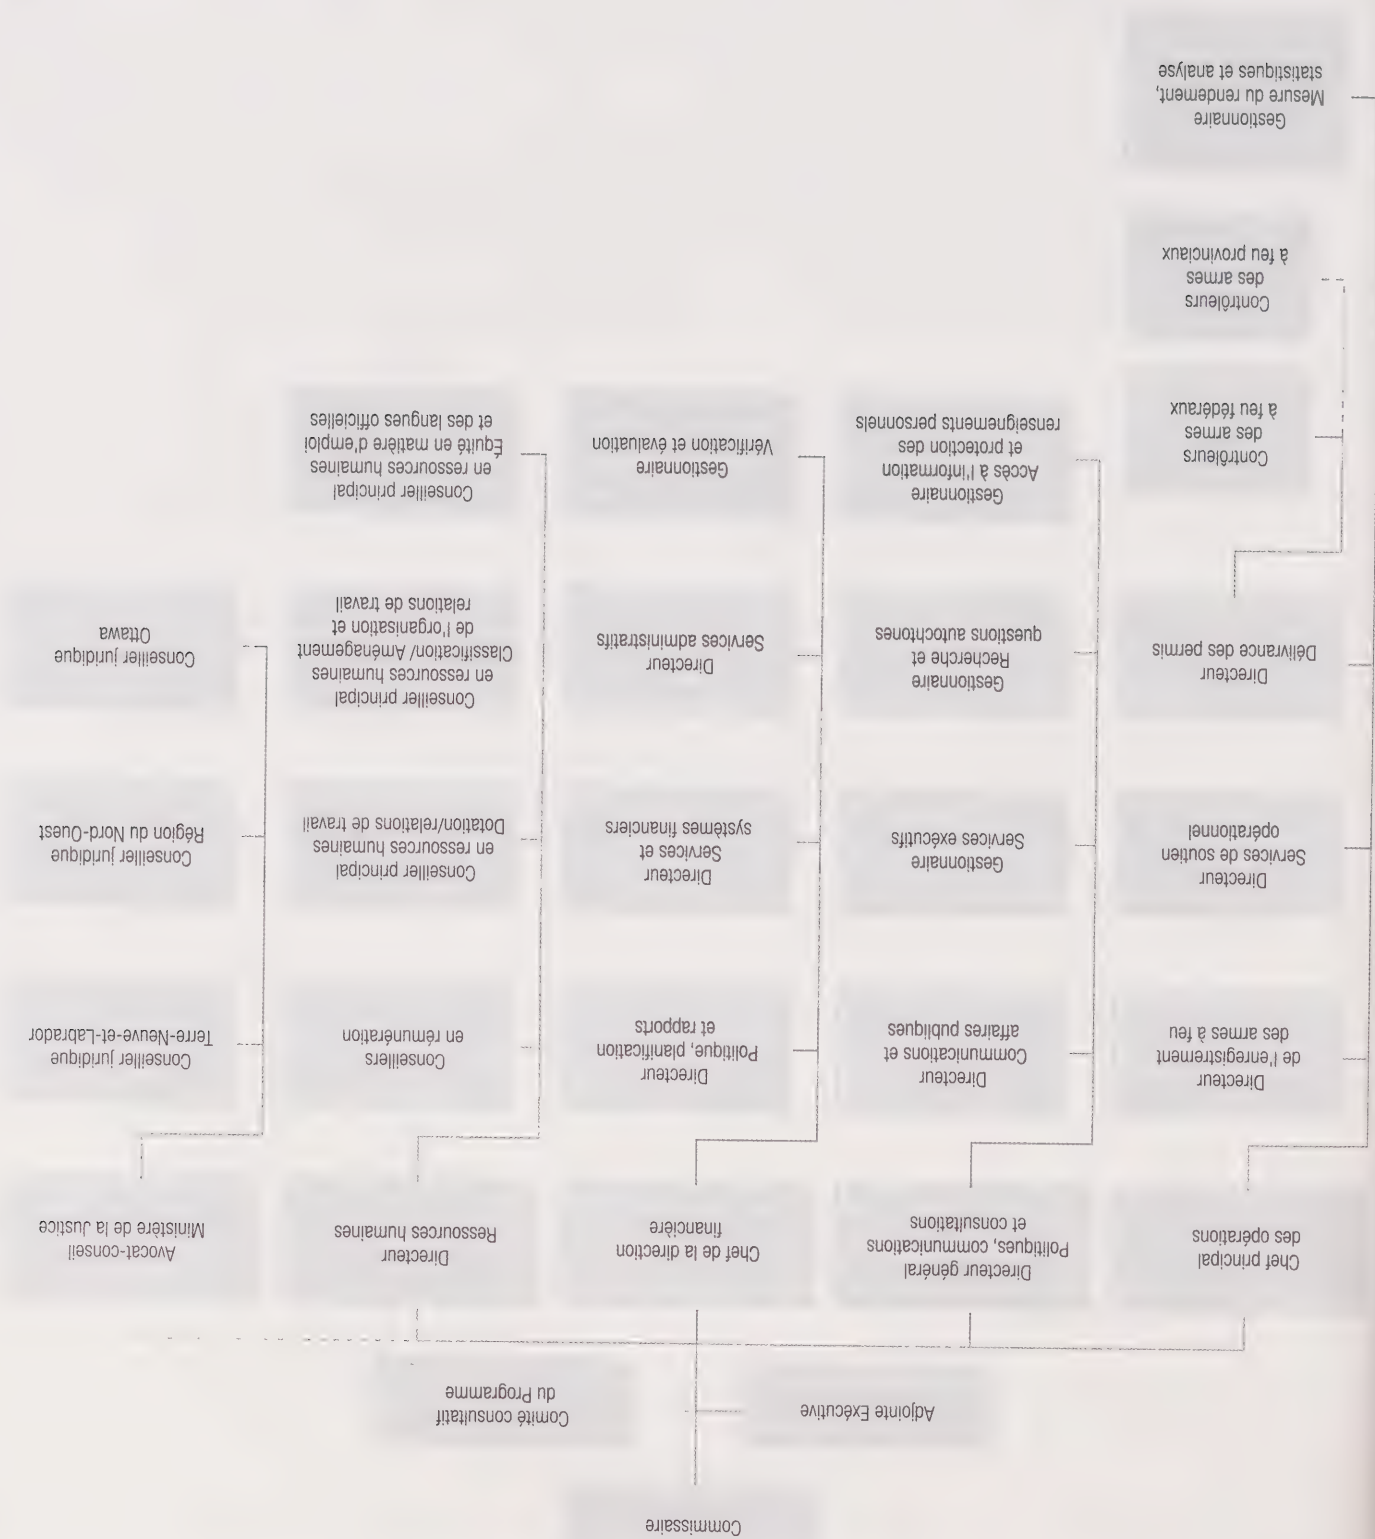 Commissaire
Adjointe Exécutive
Comité consultatif
du Programme
Chef principal
des opérations
Directeur général
Politiques, communications
et consultations
Chef de la direction
financière
Directeur
Ressources humaines
Avocat-conseil
Ministère de la Justice
Directeur
de l'enregistrement
des armes à feu
Directeur
Communications et
affaires publiques
Directeur
Politique, planification
et rapports
Conseillers
en rémunération
Conseiller juridique
Terre-Neuve-et-Labrador
Directeur
Services de soutien
opérationnel
Gestionnaire
Services exécutifs
Directeur
Services et
systèmes financiers
Conseiller principal
en ressources humaines
Dotation/relations de travail
Conseiller juridique
Région du Nord-Ouest
Directeur
Délivrance des permis
Gestionnaire
Recherche et
questions autochtones
Directeur
Services administratifs
Conseiller principal
en ressources humaines
Classification/ Aménagement
de l'organisation et
relations de travail
Conseiller juridique
Ottawa
Contrôleurs
des armes
à feu fédéraux
Gestionnaire
Accès à l'information
et protection des
renseignements personnels
Gestionnaire
Vérification et évaluation
Conseiller principal
en ressources humaines
Équité en matière d'emploi
et des langues officielles
Contrôleurs
des armes
à feu provinciaux
Gestionnaire
Mesure du rendement,
statistiques et analyse